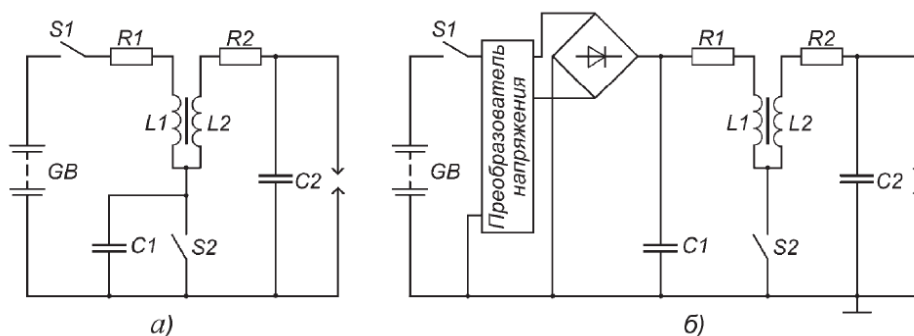 S1
R1
R2
L1
L2
GB
C2
C1
S2
а)
S1
Преобразователь
напряжения
R1
R2
L1
L2
GB
C2
C1
S2
б)